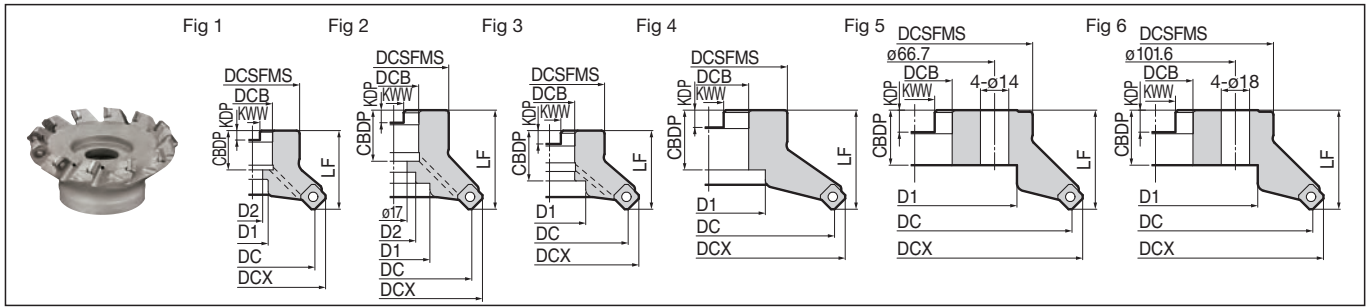 Fig 1
DCSFMS
DCB
KWW
KDP
CBDP
LF
D2
D1
DC
DCX
Fig 2
DCSFMS
DCB
KWW
KDP
CBDP
LF
ø17
D2
D1
DC
DCX
Fig 3
DCSFMS
DCB
KWW
KDP
CBDP
LF
D1
DC
DCX
Fig 4
DCSFMS
DCB
KWW
KDP
CBDP
LF
D1
DC
DCX
Fig 5
DCSFMS
ø66.7
DCB
4-ø14
KWW
KDP
CBDP
LF
D1
DC
DCX
Fig 6
DCSFMS
ø101.6
DCB
4-ø18
KWW
KDP
CBDP
LF
D1
DC
DCX